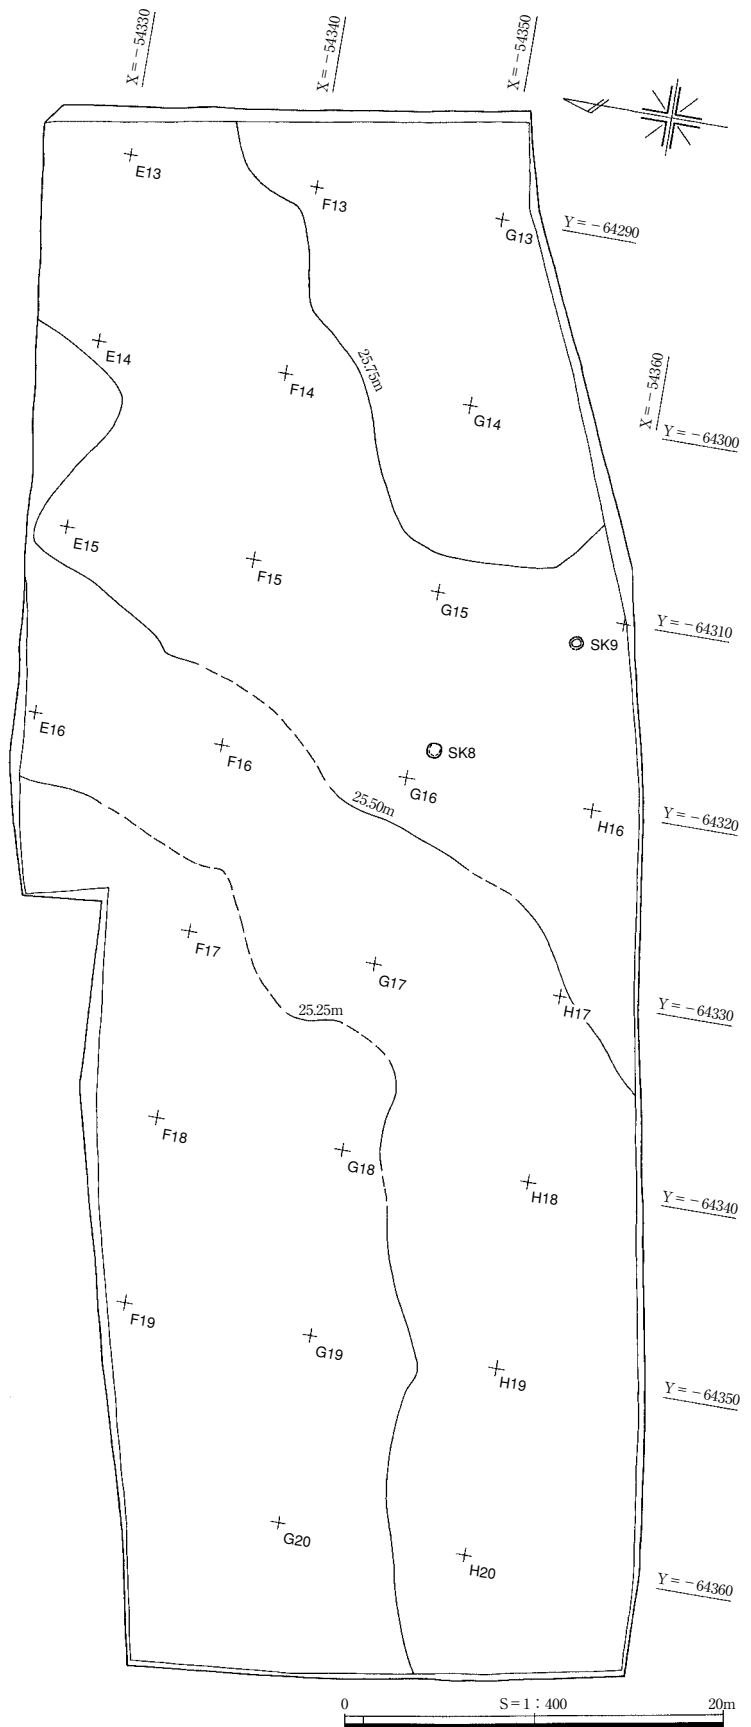 X=−54330
X=−54340
X=−54350
E13
F13
G13
Y=−64290
E14
F14
25.75m
G14
X=−54360
Y=−64300
E15
F15
G15
Y=−64310
SK9
E16
F16
SK8
G16
25.50m
H16
Y=−64320
F17
G17
H17
25.25m
Y=−64330
F18
G18
H18
Y=−64340
F19
G19
H19
Y=−64350
G20
H20
Y=−64360
0 S=1:400 20m